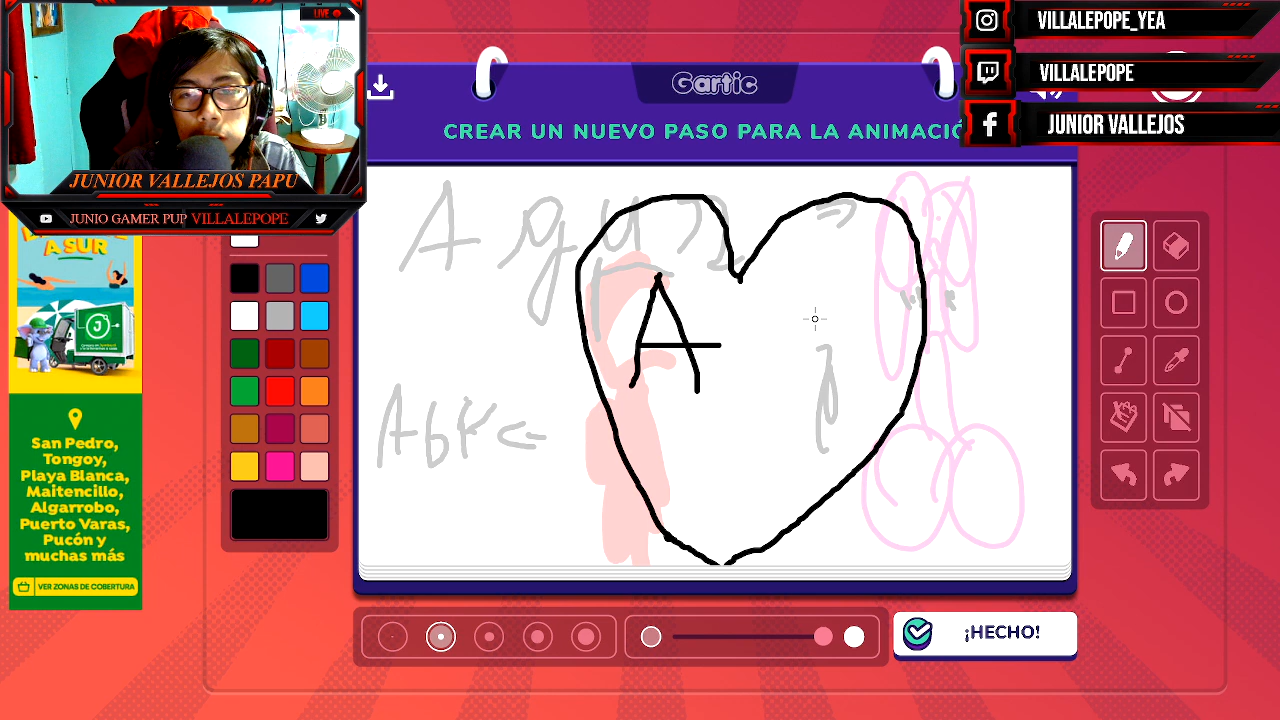 LIVE
VILLALEPOPE_YEA
VILLALEPOPE
JUNIOR VALLEJOS
Gartic
CREAR UN NUEVO PASO PARA LA ANIMACIÓ
JUNIOR VALLEJOS PAPU
JUNIO GAMER PUP VILLALEPOPE
A SUR
J
San Pedro,
Tongoy,
Playa Blanca,
Maitencillo,
Algarrobo,
Puerto Varas,
Pucón y
muchas más
VER ZONAS DE COBERTURA
A
¡HECHO!